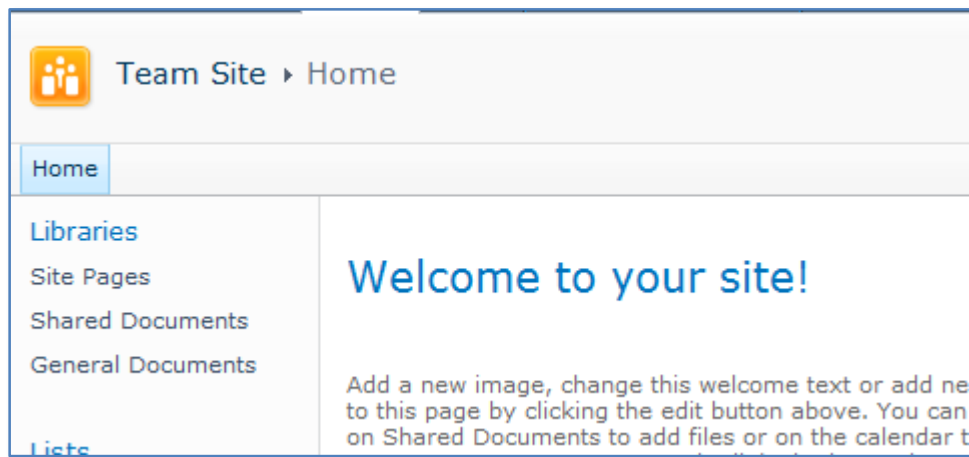 Team Site ▸ Home
Home
Libraries
Site Pages
Shared Documents
General Documents
Lists
Welcome to your site!
Add a new image, change this welcome text or add ne
to this page by clicking the edit button above. You can
on Shared Documents to add files or on the calendar t